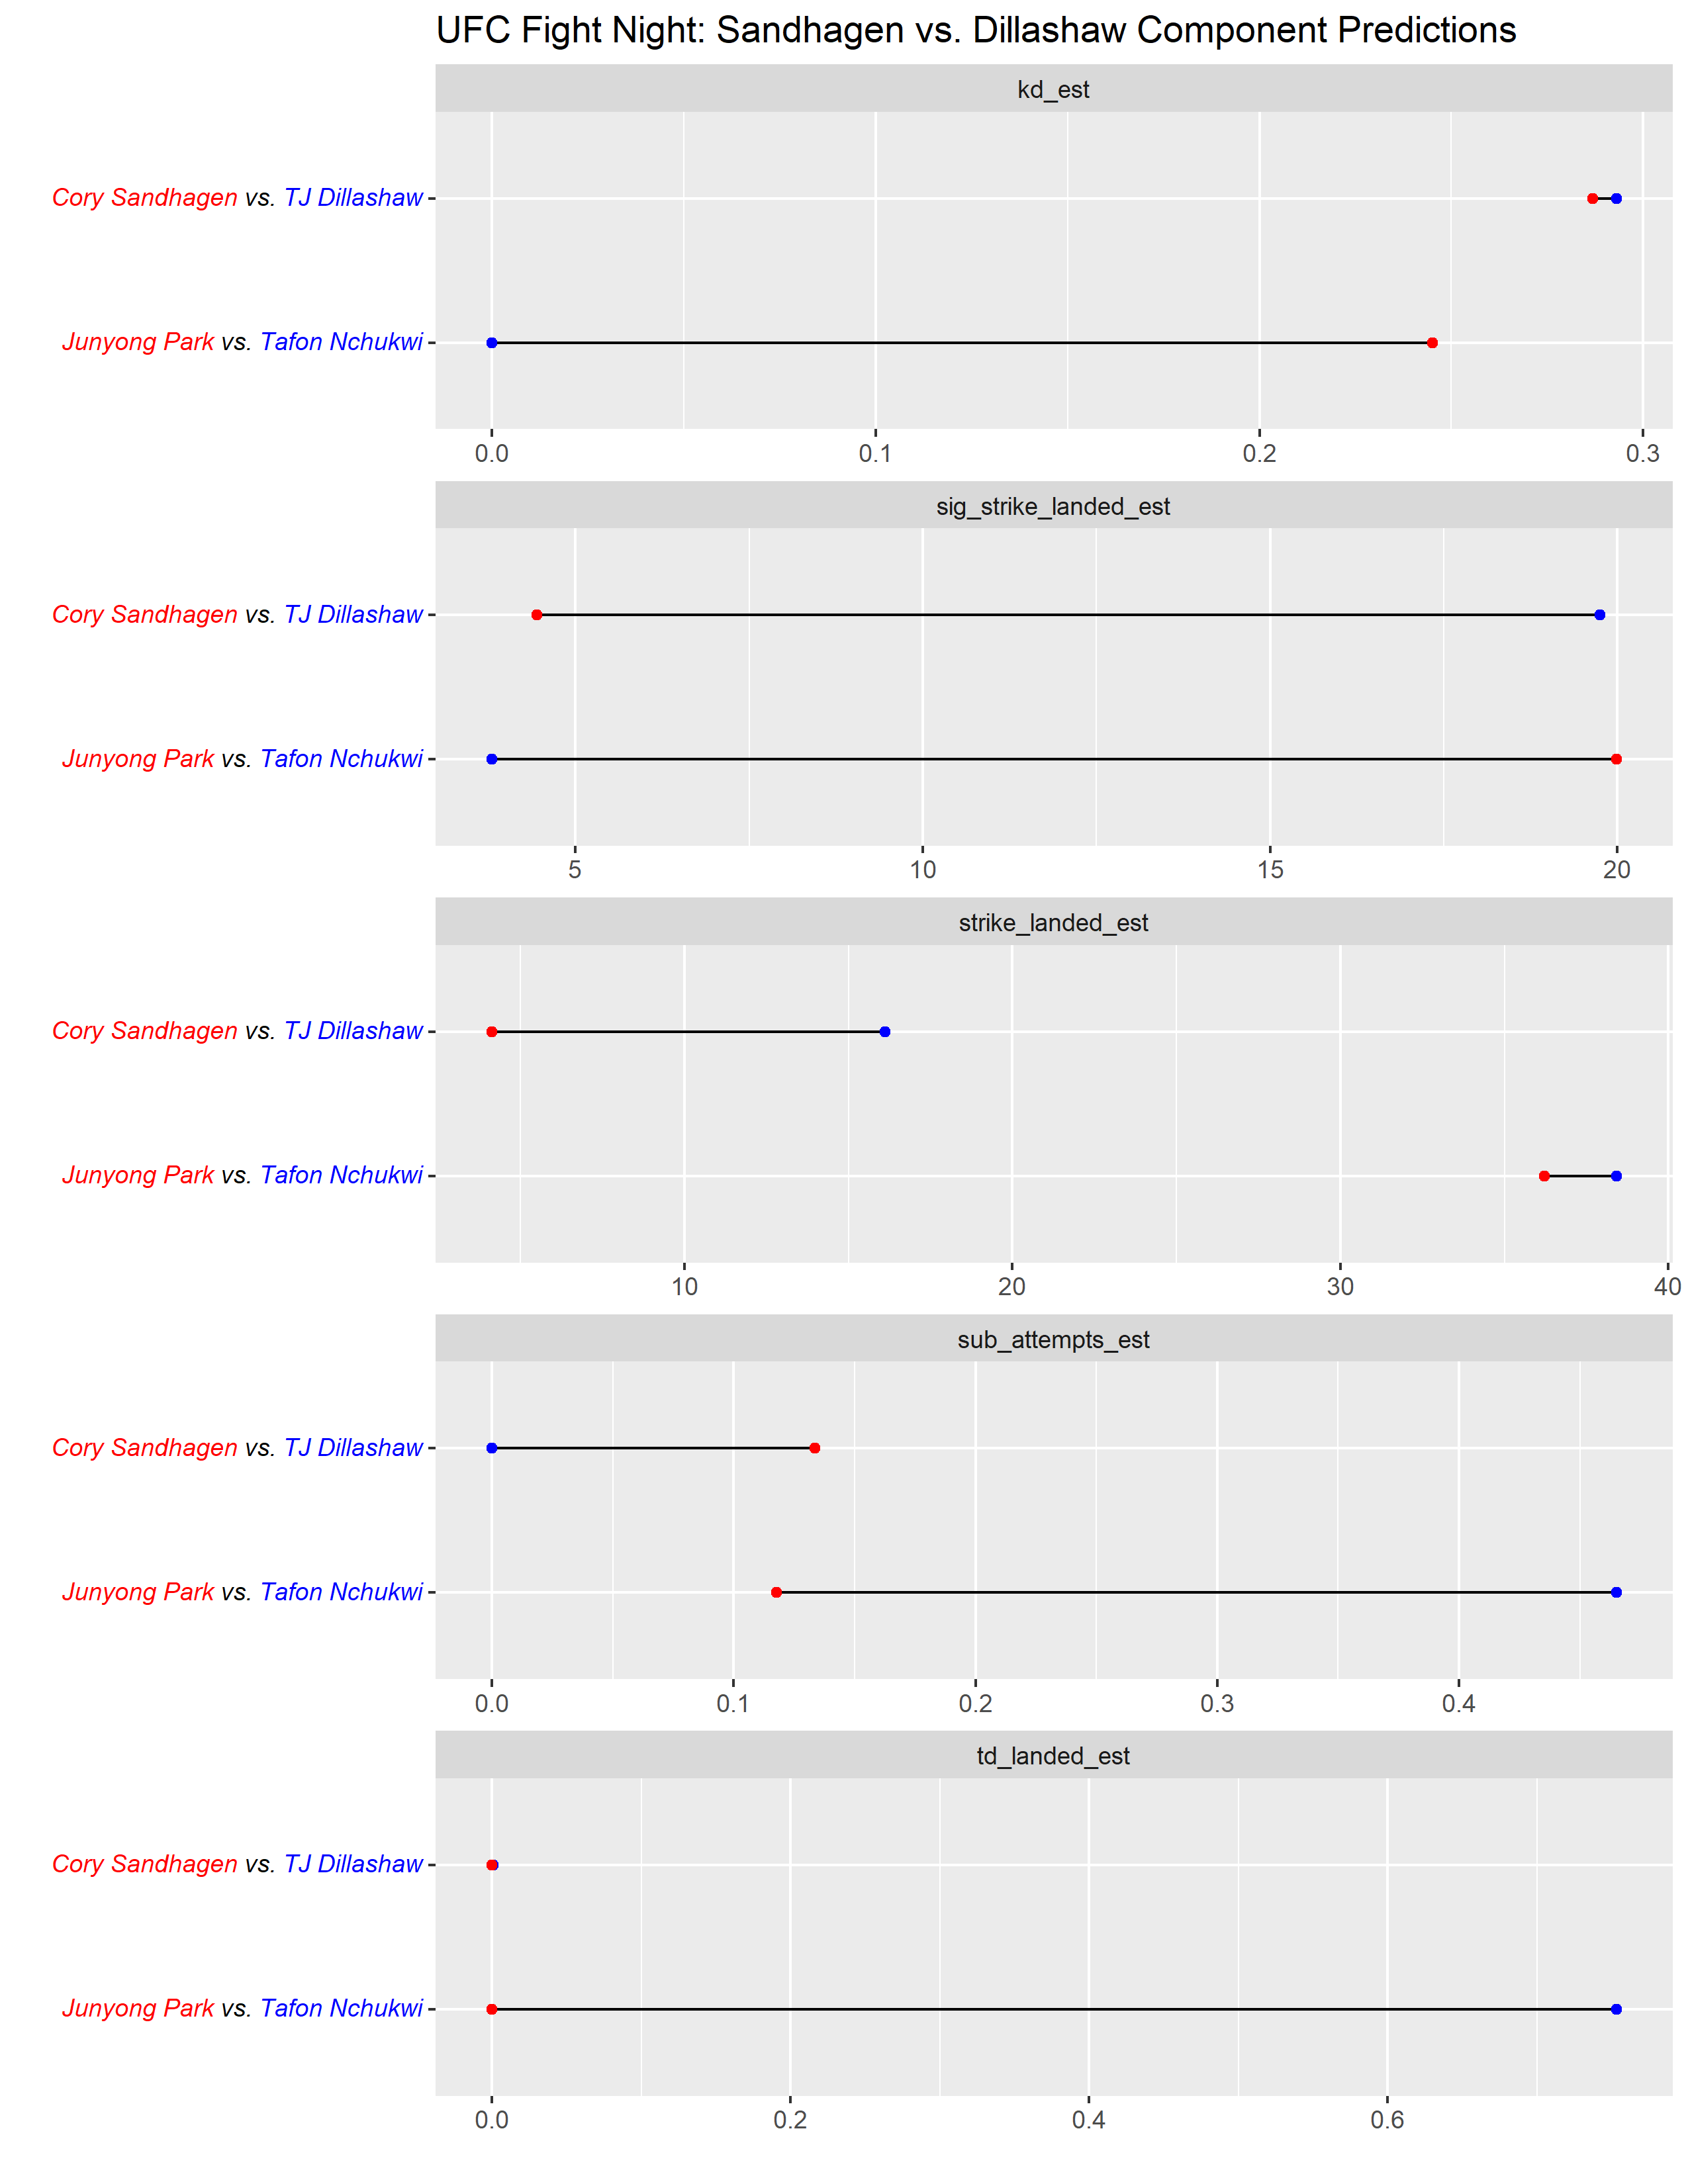 UFC Fight Night: Sandhagen vs. Dillashaw Component Predictions
kd_est
Cory Sandhagen vs. TJ Dillashaw
Junyong Park vs. Tafon Nchukwi
0.0 0.1 0.2 0.3
sig_strike_landed_est
Cory Sandhagen vs. TJ Dillashaw
Junyong Park vs. Tafon Nchukwi
5 10 15 20
strike_landed_est
Cory Sandhagen vs. TJ Dillashaw
Junyong Park vs. Tafon Nchukwi
10 20 30 40
sub_attempts_est
Cory Sandhagen vs. TJ Dillashaw
Junyong Park vs. Tafon Nchukwi
0.0 0.1 0.2 0.3 0.4
td_landed_est
Cory Sandhagen vs. TJ Dillashaw
Junyong Park vs. Tafon Nchukwi
0.0 0.2 0.4 0.6